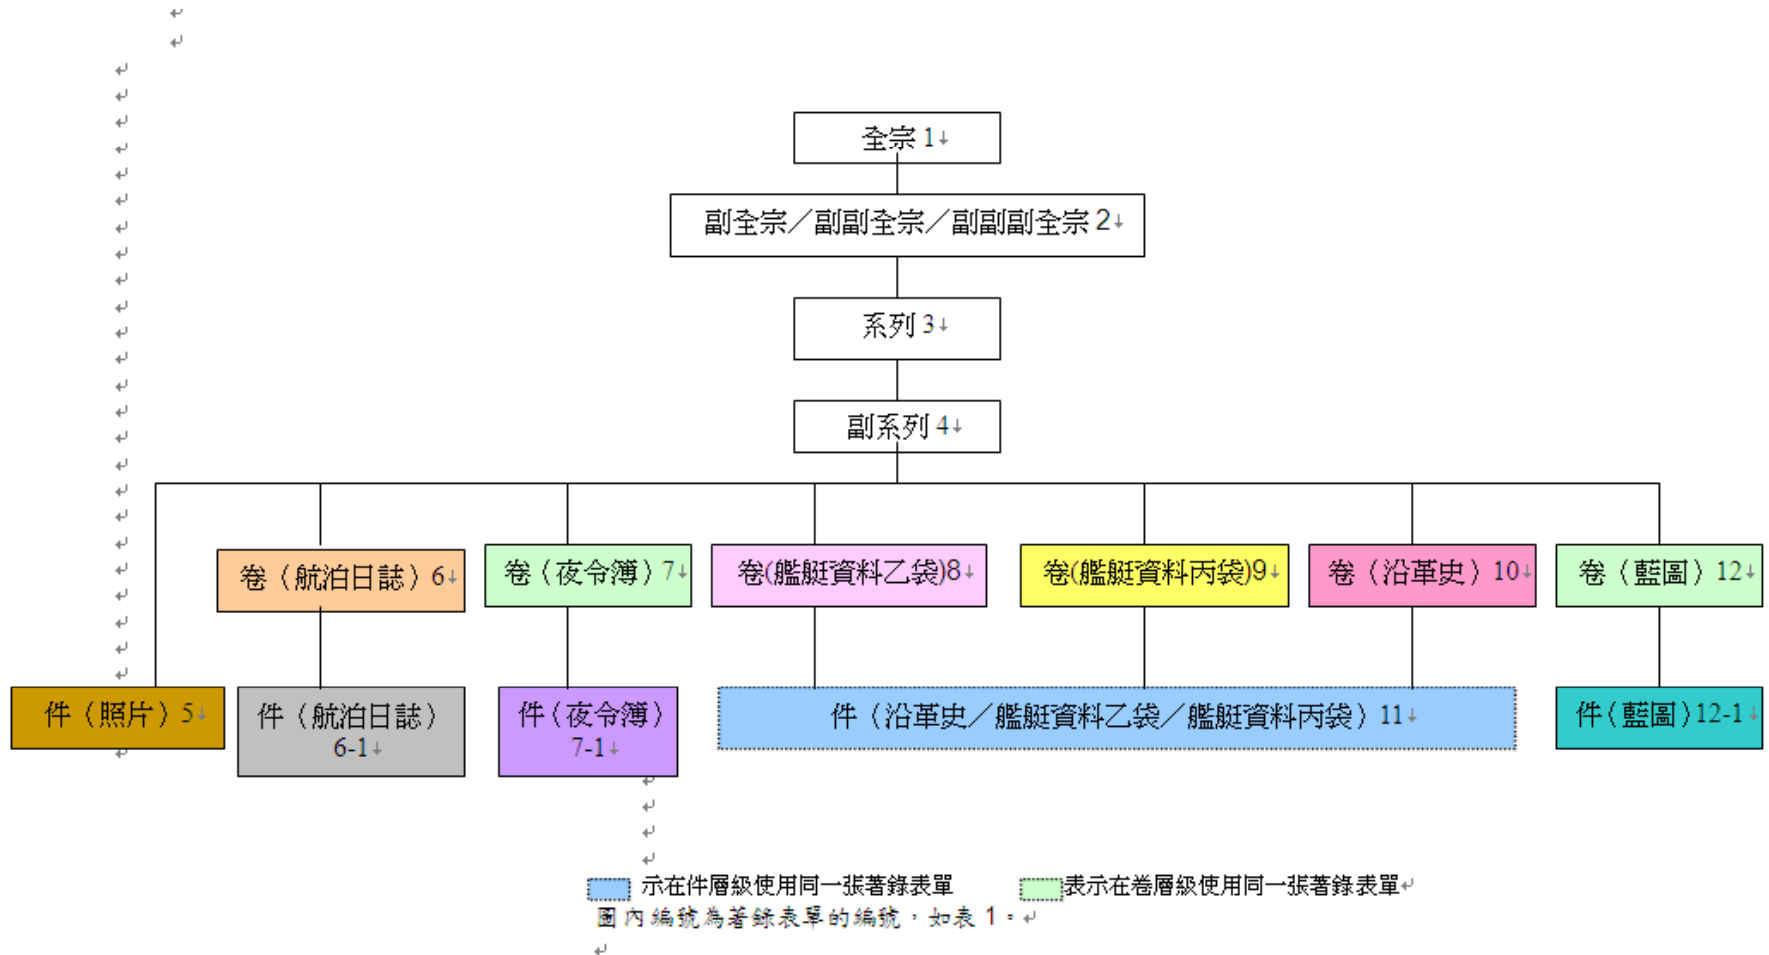 全宗 1
副全宗／副副全宗／副副副全宗 2
系列 3
副系列 4
卷（航泊日誌）6
卷（夜令簿）7
卷(艦艇資料乙袋)8
卷(艦艇資料丙袋)9
卷（沿革史）10
卷（藍圖）12
件（照片）5
件（航泊日誌）
6-1
件（夜令簿）
7-1
件（沿革史／艦艇資料乙袋／艦艇資料丙袋）11
件（藍圖）12-1
示在件層級使用同一張著錄表單
表示在卷層級使用同一張著錄表單
圖內編號為著錄表單的編號，如表 1。